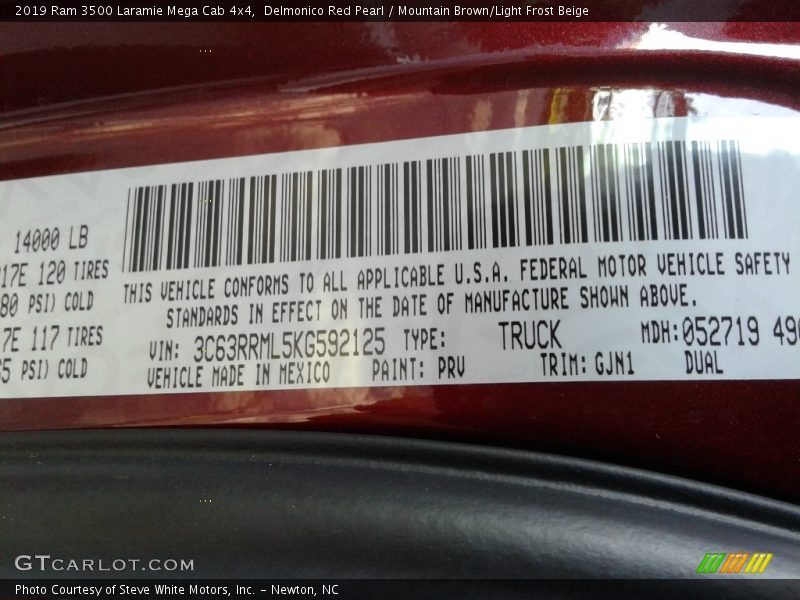 2019 Ram 3500 Laramie Mega Cab 4x4,  Delmonico Red Pearl / Mountain Brown/Light Frost Beige
14000 LB
17E 120 TIRES
80 PSI) COLD
7E 117 TIRES
65 PSI) COLD
THIS VEHICLE CONFORMS TO ALL APPLICABLE U.S.A. FEDERAL MOTOR VEHICLE SAFETY
STANDARDS IN EFFECT ON THE DATE OF MANUFACTURE SHOWN ABOVE.
VIN: 3C63RRML5KG592125 TYPE: TRUCK MDH:052719 490
VEHICLE MADE IN MEXICO PAINT: PRV TRIM: GJN1 DUAL
GTCARLOT.COM
Photo Courtesy of Steve White Motors, Inc. – Newton, NC